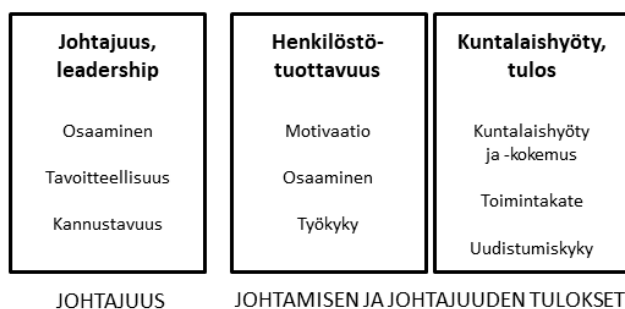 Johtajuus,
leadership
Osaaminen
Tavoitteellisuus
Kannustavuus
Henkilöstö-
tuottavuus
Motivaatio
Osaaminen
Työkyky
Kuntalaishyöty,
tulos
Kuntalaishyöty
ja -kokemus
Toimintakate
Uudistumiskyky
JOHTAJUUS
JOHTAMISEN JA JOHTAJUUDEN TULOKSET